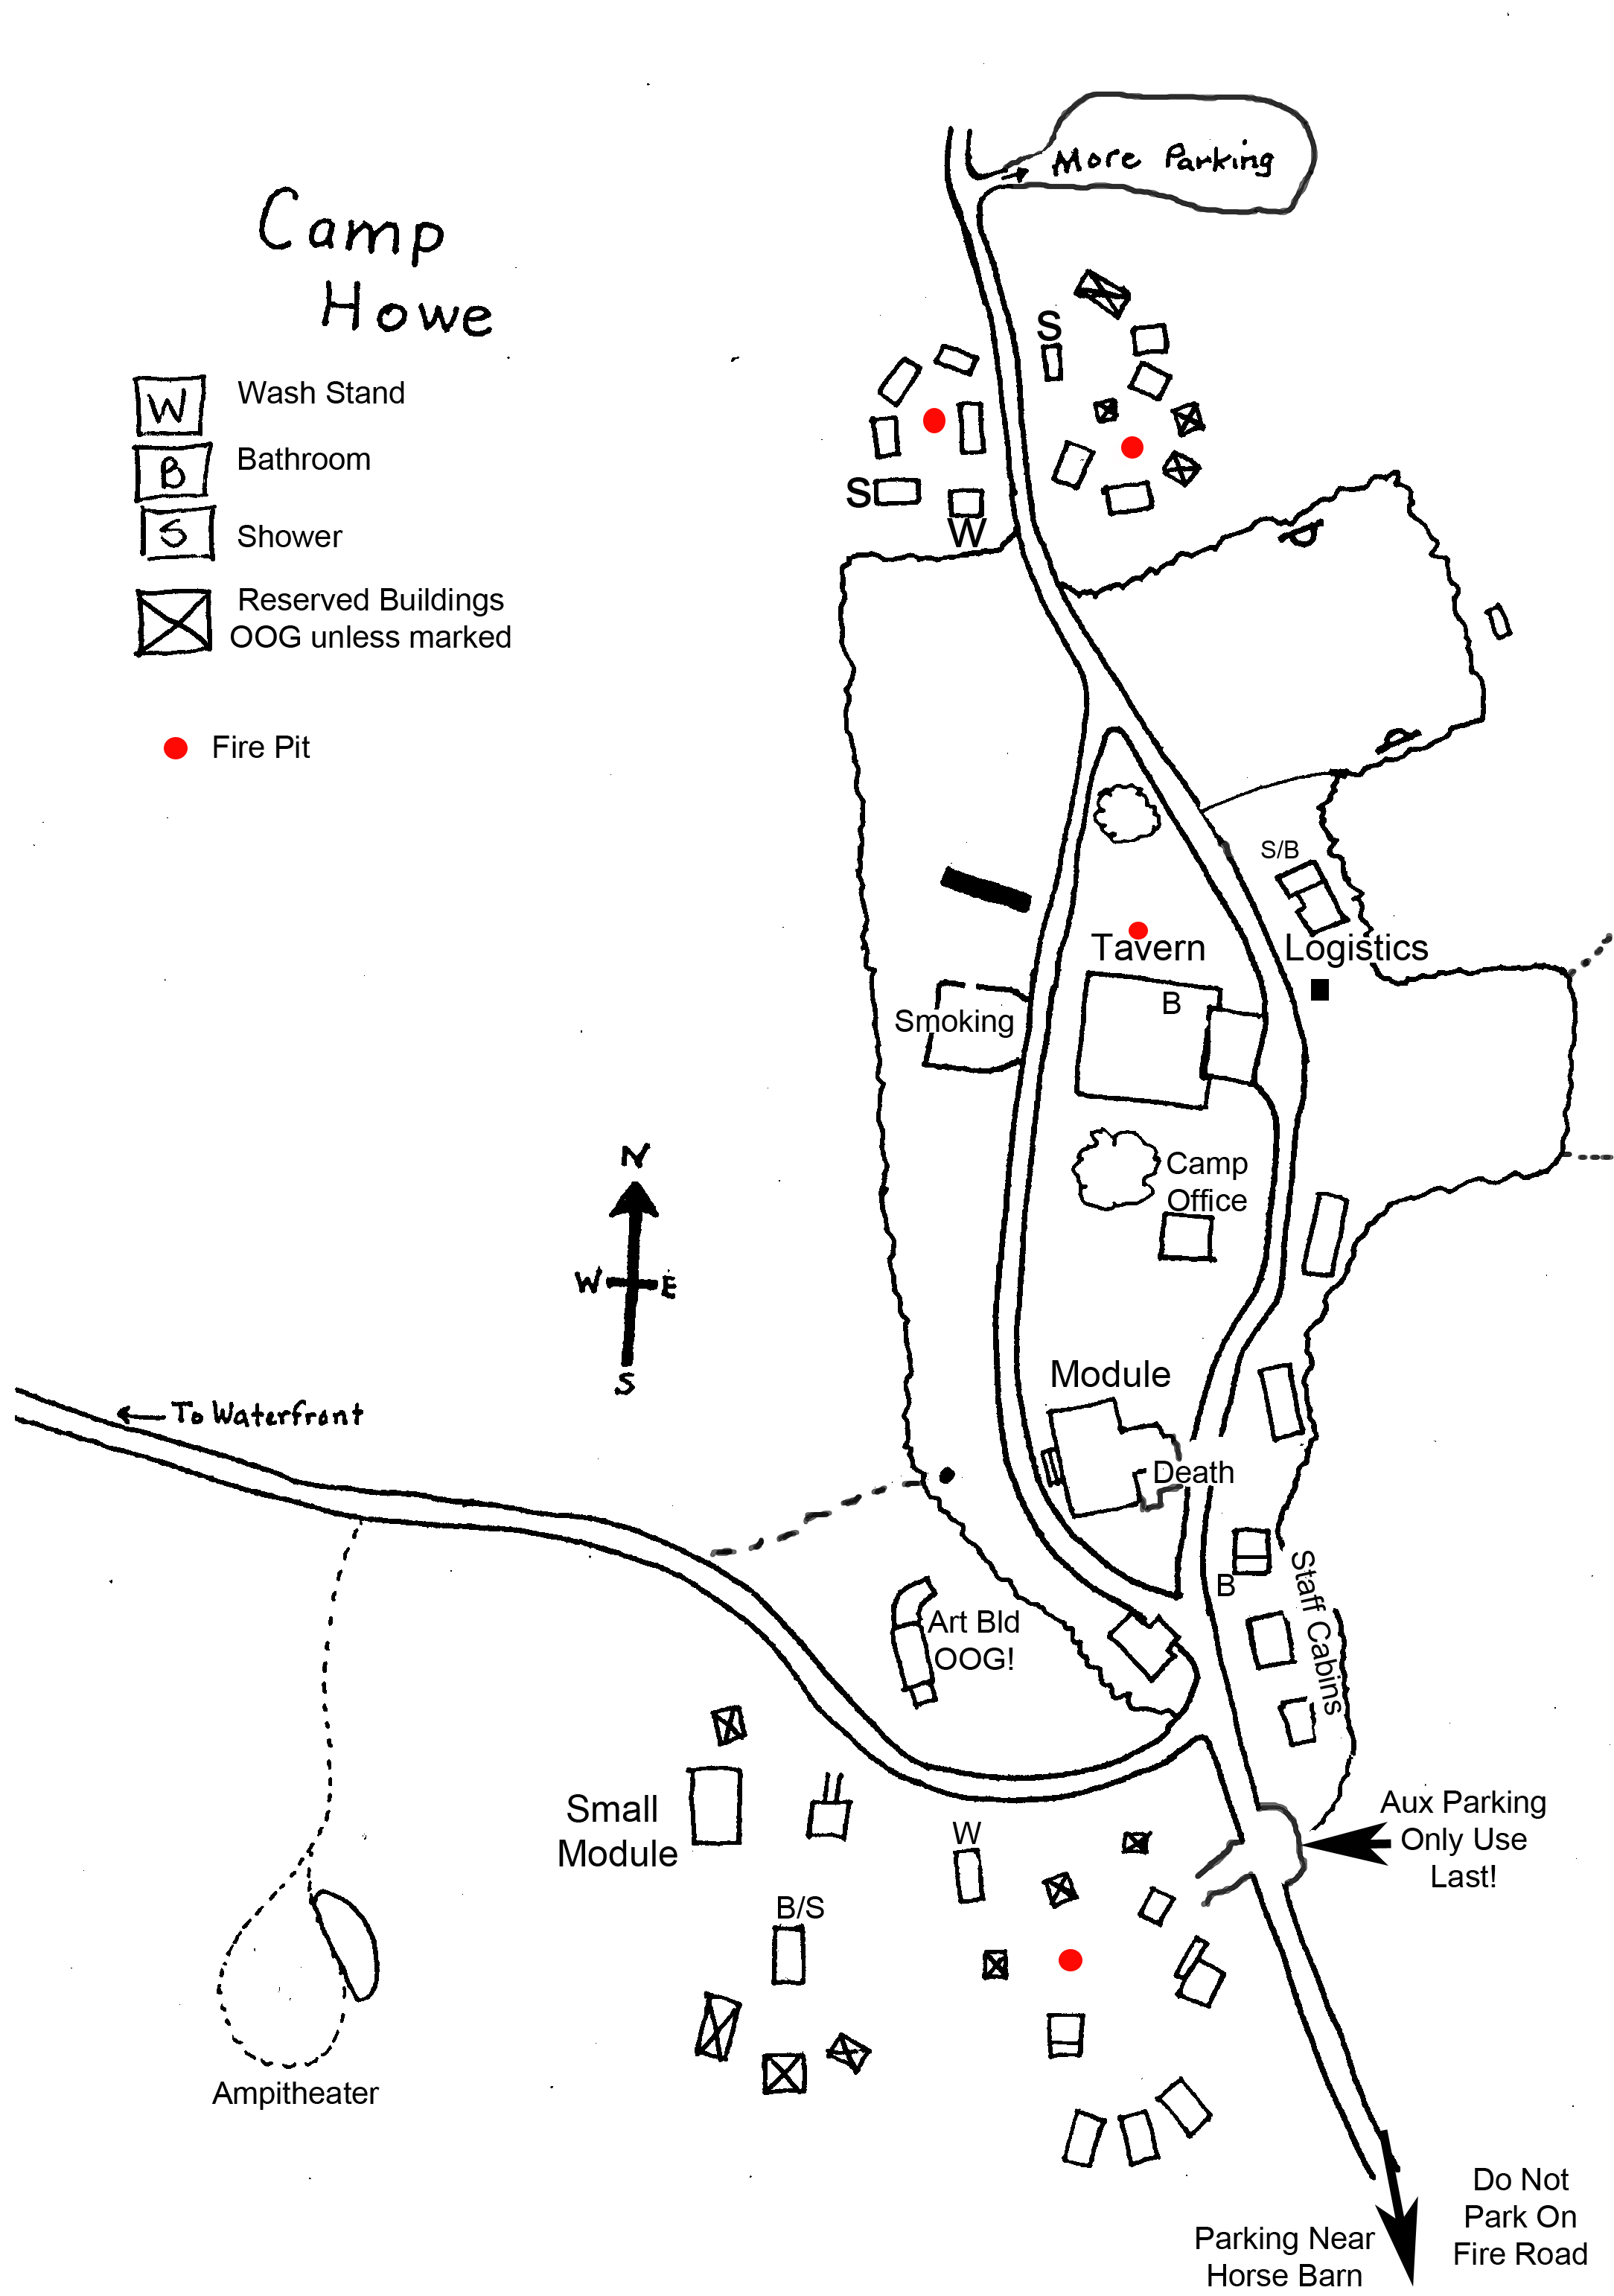 More Parking
Camp
Howe
W
Wash Stand
B
Bathroom
S
Shower
Reserved Buildings
OOG unless marked
Fire Pit
S
S
W
S/B
Tavern
Logistics
B
Smoking
Camp
Office
N
W
E
S
Module
Death
To Waterfront
B
Staff Cabins
Art Bld
OOG!
Small
Module
W
B/S
Aux Parking
Only Use
Last!
Ampitheater
Do Not
Park On
Fire Road
Parking Near
Horse Barn